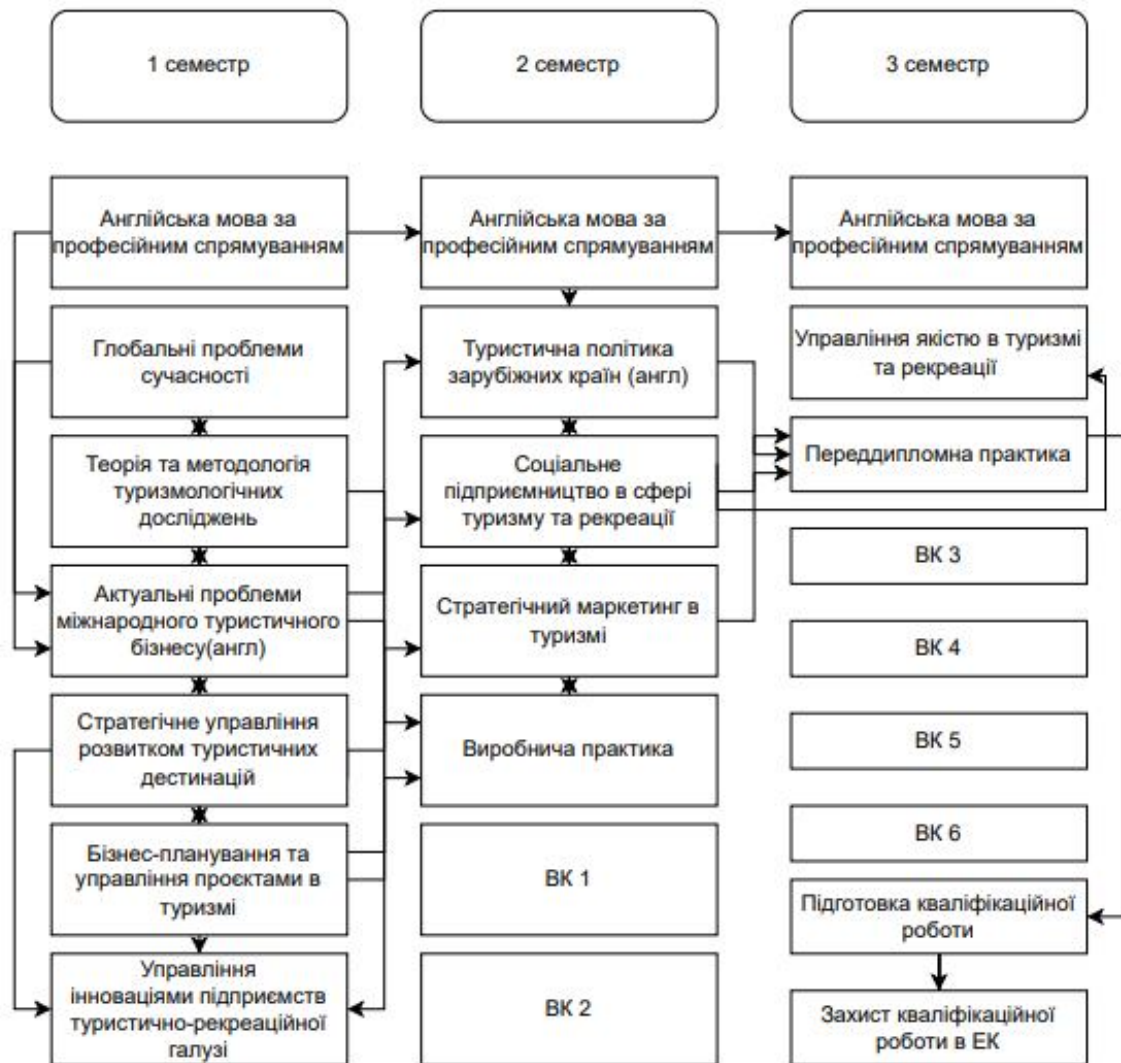 1 семестр
2 семестр
3 семестр
Англійська мова за
професійним спрямуванням
Англійська мова за
професійним спрямуванням
Англійська мова за
професійним спрямуванням
Глобальні проблеми
сучасності
Туристична політика
зарубіжних країн (англ)
Управління якістю в туризмі
та рекреації
Теорія та методологія
туризмологічних
досліджень
Соціальне
підприємництво в сфері
туризму та рекреації
Переддипломна практика
Актуальні проблеми
міжнародного туристичного
бізнесу(англ)
Стратегічний маркетинг в
туризмі
ВК 3
ВК 4
Стратегічне управління
розвитком туристичних
дестинацій
Виробнича практика
ВК 5
Бізнес-планування та
управління проєктами в
туризмі
ВК 1
ВК 6
Підготовка кваліфікаційної
роботи
Управління
інноваціями підприємств
туристично-рекреаційної
галузі
ВК 2
Захист кваліфікаційної
роботи в ЕК